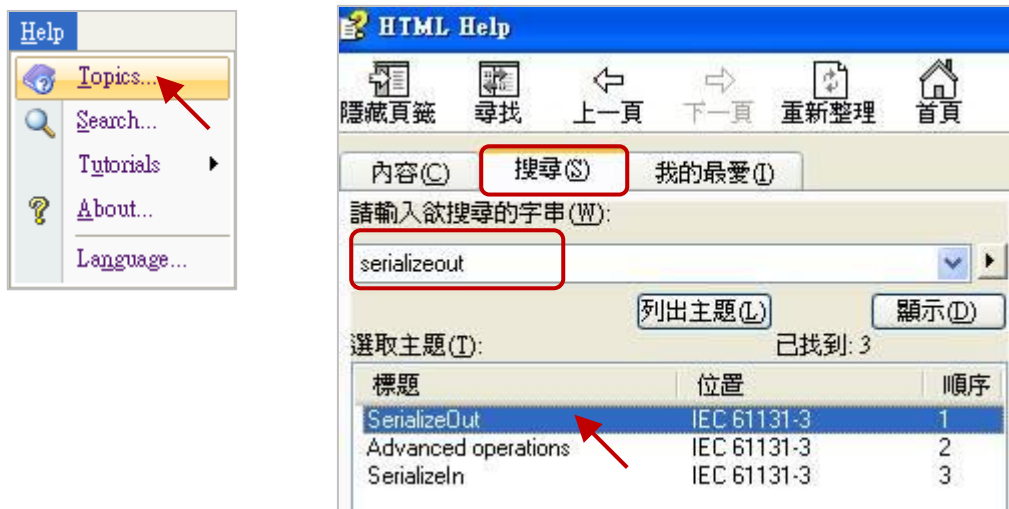 Help
Topics...
Search...
Tutorials
About...
Language...
HTML Help
隱藏頁籤 尋找 上一頁 下一頁 重新整理 首頁
內容(C) 搜尋(S) 我的最愛(I)
請輸入欲搜尋的字串(W):
serializeout
列出主題(L) 顯示(D)
選取主題(T): 已找到: 3
標題 位置 順序
SerializeOut IEC 61131-3 1
Advanced operations IEC 61131-3 2
SerializeIn IEC 61131-3 3